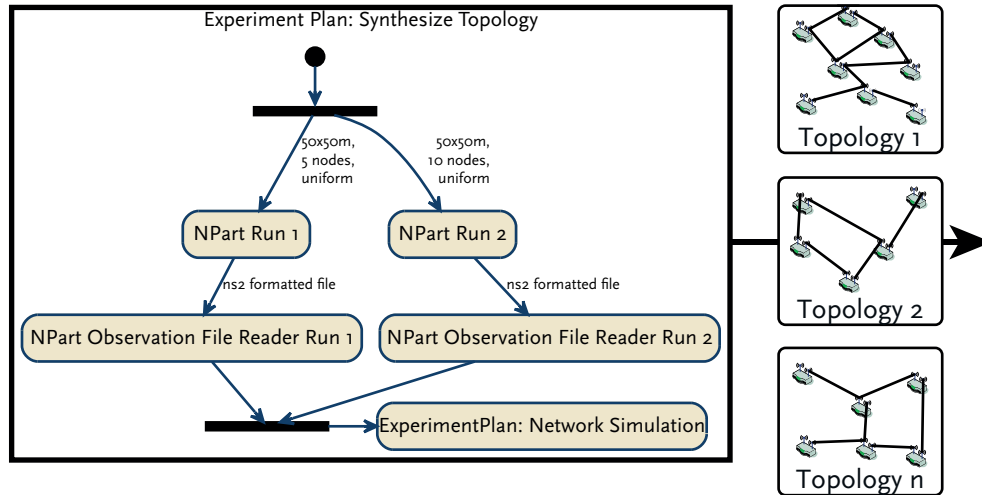 Experiment Plan: Synthesize Topology
50x50m,
5 nodes,
uniform
50x50m,
10 nodes,
uniform
NPart Run 1
NPart Run 2
ns2 formatted file
ns2 formatted file
NPart Observation File Reader Run 1
NPart Observation File Reader Run 2
ExperimentPlan: Network Simulation
Topology 1
Topology 2
Topology n